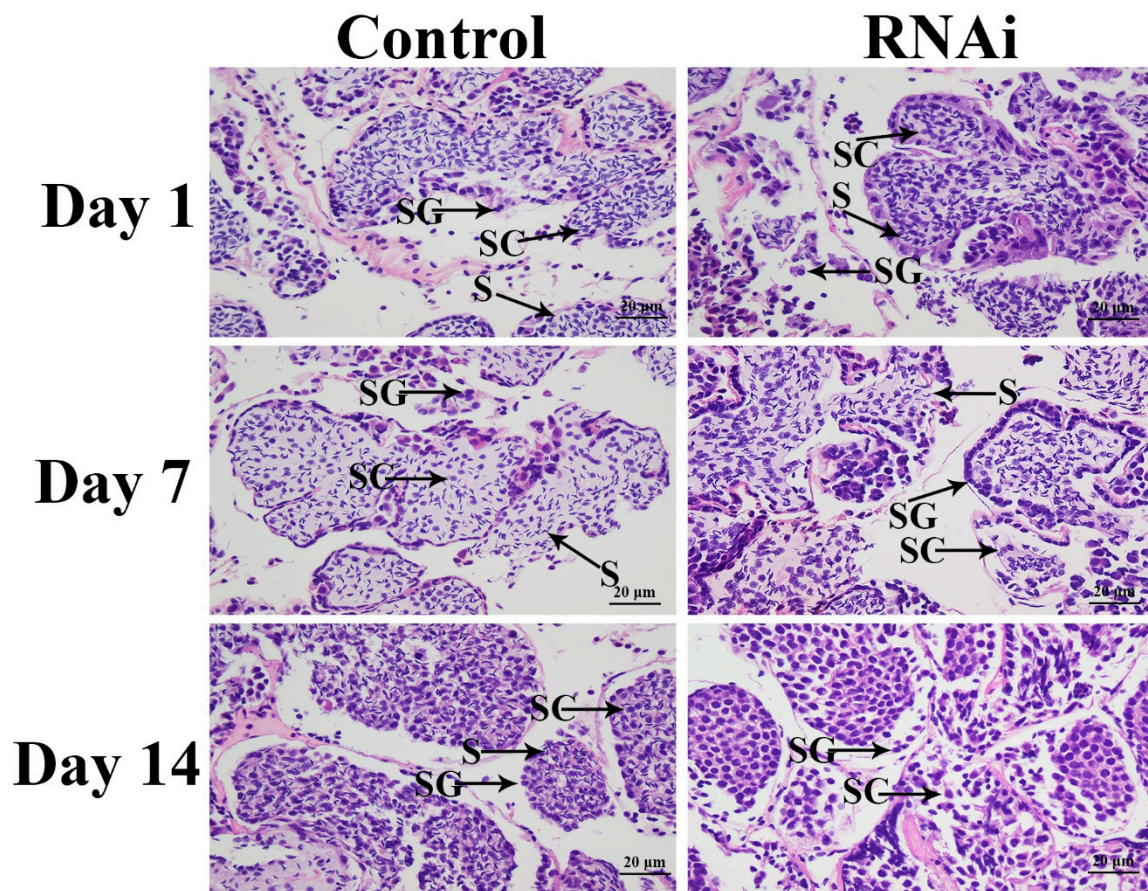 Control
RNAi
Day 1
SG
SC
S
20 μm
SC
S
SG
20 μm
Day 7
SG
SC
S
20 μm
S
SG
SC
20 μm
Day 14
SC
S
SG
20 μm
SG
SC
20 μm